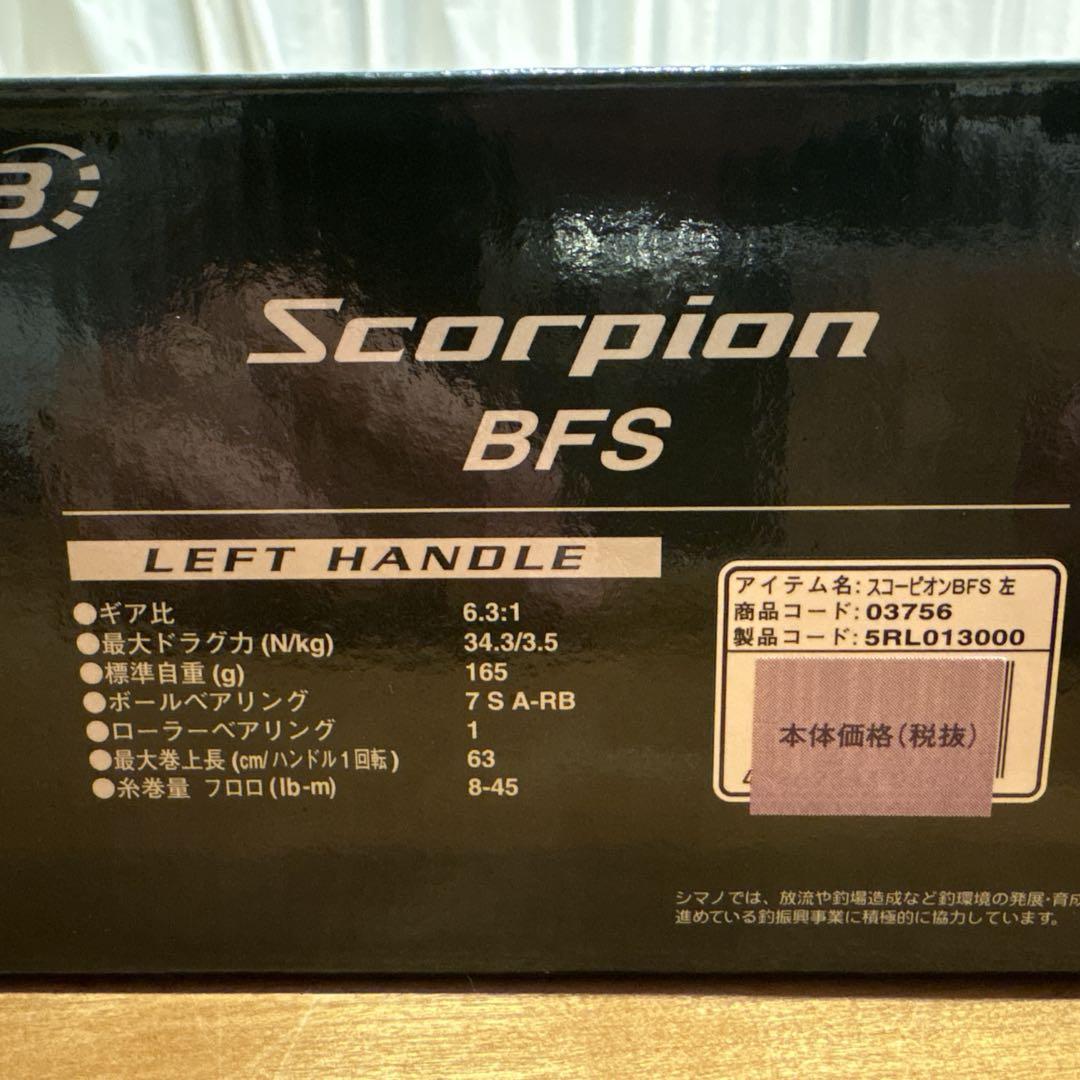 B
Scorpion
BFS
LEFT HANDLE
●ギア比 6.3:1
●最大ドラグ力(N/kg) 34.3/3.5
●標準自重(g) 165
●ボールベアリング 7 S A-RB
●ローラーベアリング 1
●最大巻上長(cm/ハンドル1回転) 63
●糸巻量 フロロ(lb-m) 8-45
アイテム名: スコーピオンBFS 左
商品コード: 03756
製品コード: 5RL013000
本体価格(税抜)
シマノでは、放流や釣場造成など釣環境の発展・育成
進めている釣振興事業に積極的に協力しています。